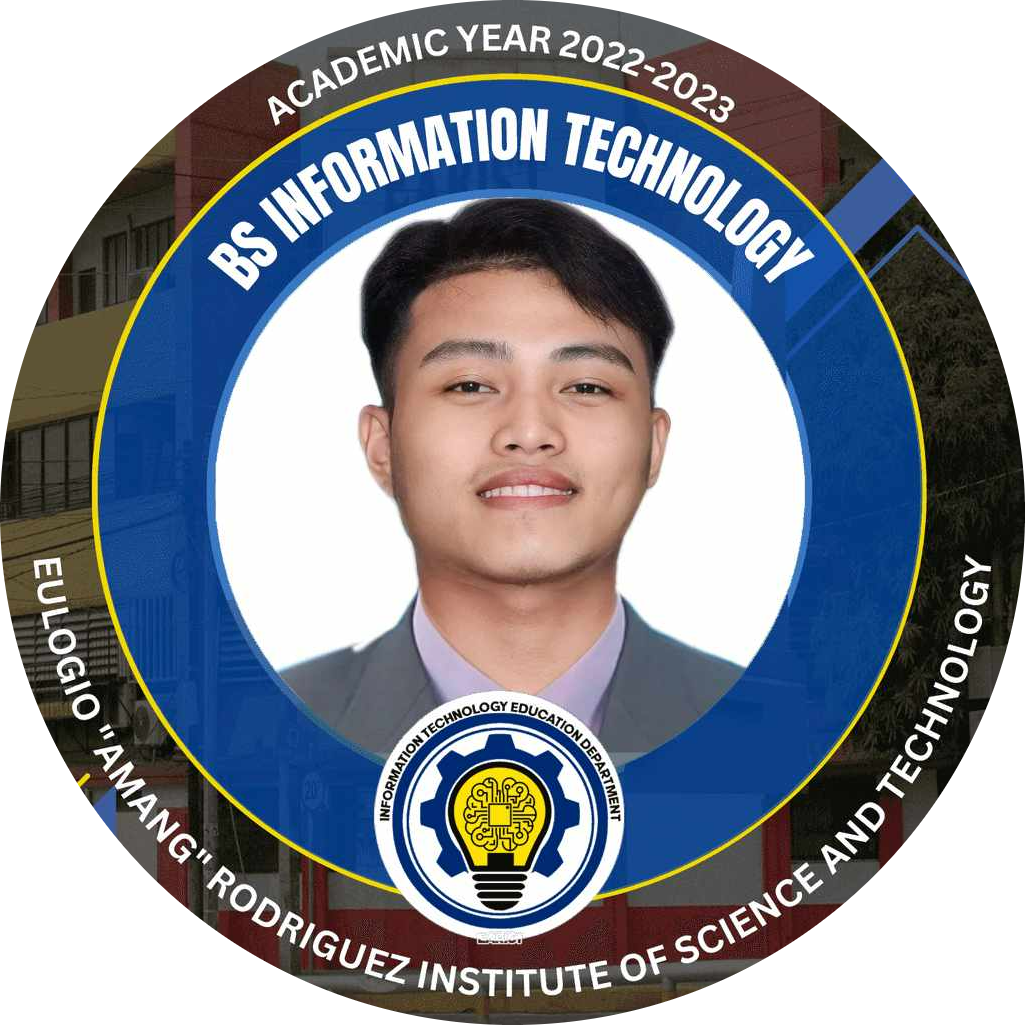 ACADEMIC YEAR 2022-2023
BS INFORMATION TECHNOLOGY
INFORMATION TECHNOLOGY EDUCATION DEPARTMENT
EULOGIO "AMANG" RODRIGUEZ INSTITUTE OF SCIENCE AND TECHNOLOGY